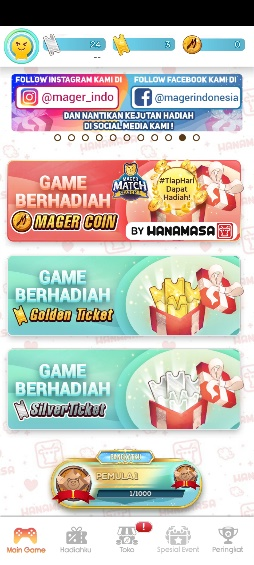 24
3
0
FOLLOW INSTAGRAM KAMI DI
@mager_indo
FOLLOW FACEBOOK KAMI DI
@magerindonesia
DAN NANTIKAN KEJUTAN HADIAH
DI SOCIAL MEDIA KAMI !
GAME
BERHADIAH
MAGER COIN
MAGER
MATCH
#TiapHari
Dapat
Hadiah!
BY HANAMASA
GAME
BERHADIAH
Golden Ticket
GAME
BERHADIAH
Silver Ticket
PEMULA I
1/1000
Main Game
Hadiahku
Toko
Spesial Event
Peringkat